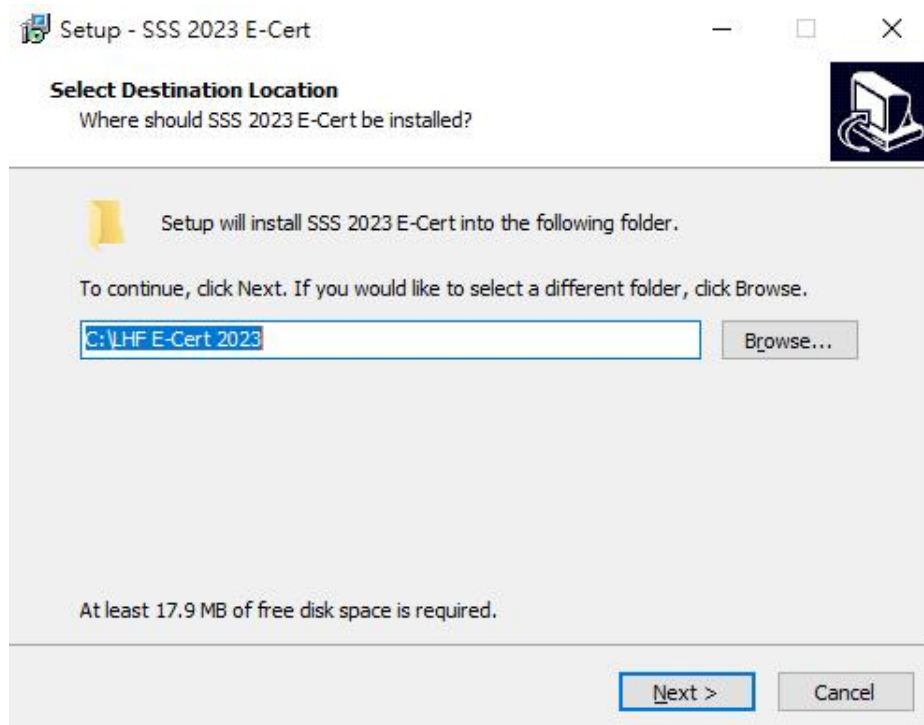 Setup - SSS 2023 E-Cert
Select Destination Location
Where should SSS 2023 E-Cert be installed?
Setup will install SSS 2023 E-Cert into the following folder.
To continue, click Next. If you would like to select a different folder, click Browse.
C:\LHF E-Cert 2023
Browse...
At least 17.9 MB of free disk space is required.
Next >
Cancel